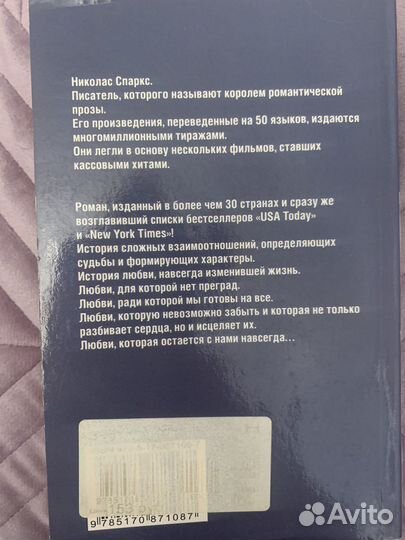 Николас Спаркс.
Писатель, которого называют королем романтической
прозы.
Его произведения, переведенные на 50 языков, издаются
многомиллионными тиражами.
Они легли в основу нескольких фильмов, ставших
кассовыми хитами.
Роман, изданный в более чем 30 странах и сразу же
возглавивший списки бестселлеров «USA Today»
и «New York Times»!
История сложных взаимоотношений, определяющих
судьбы и формирующих характеры.
История любви, навсегда изменившей жизнь.
Любви, для которой нет преград.
Любви, ради которой мы готовы на все.
Любви, которую невозможно забыть и которая не только
разбивает сердца, но и исцеляет их.
Любви, которая остается с нами навсегда...
9 785170 871087
Avito